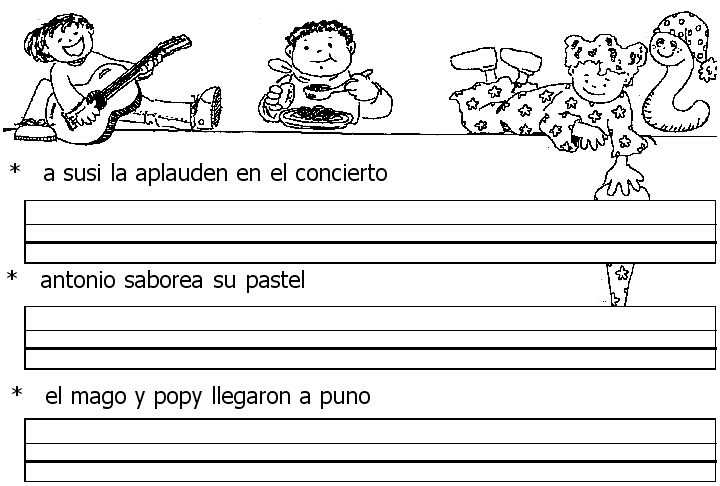 * a susi la aplauden en el concierto
* antonio saborea su pastel
* el mago y popy llegaron a puno